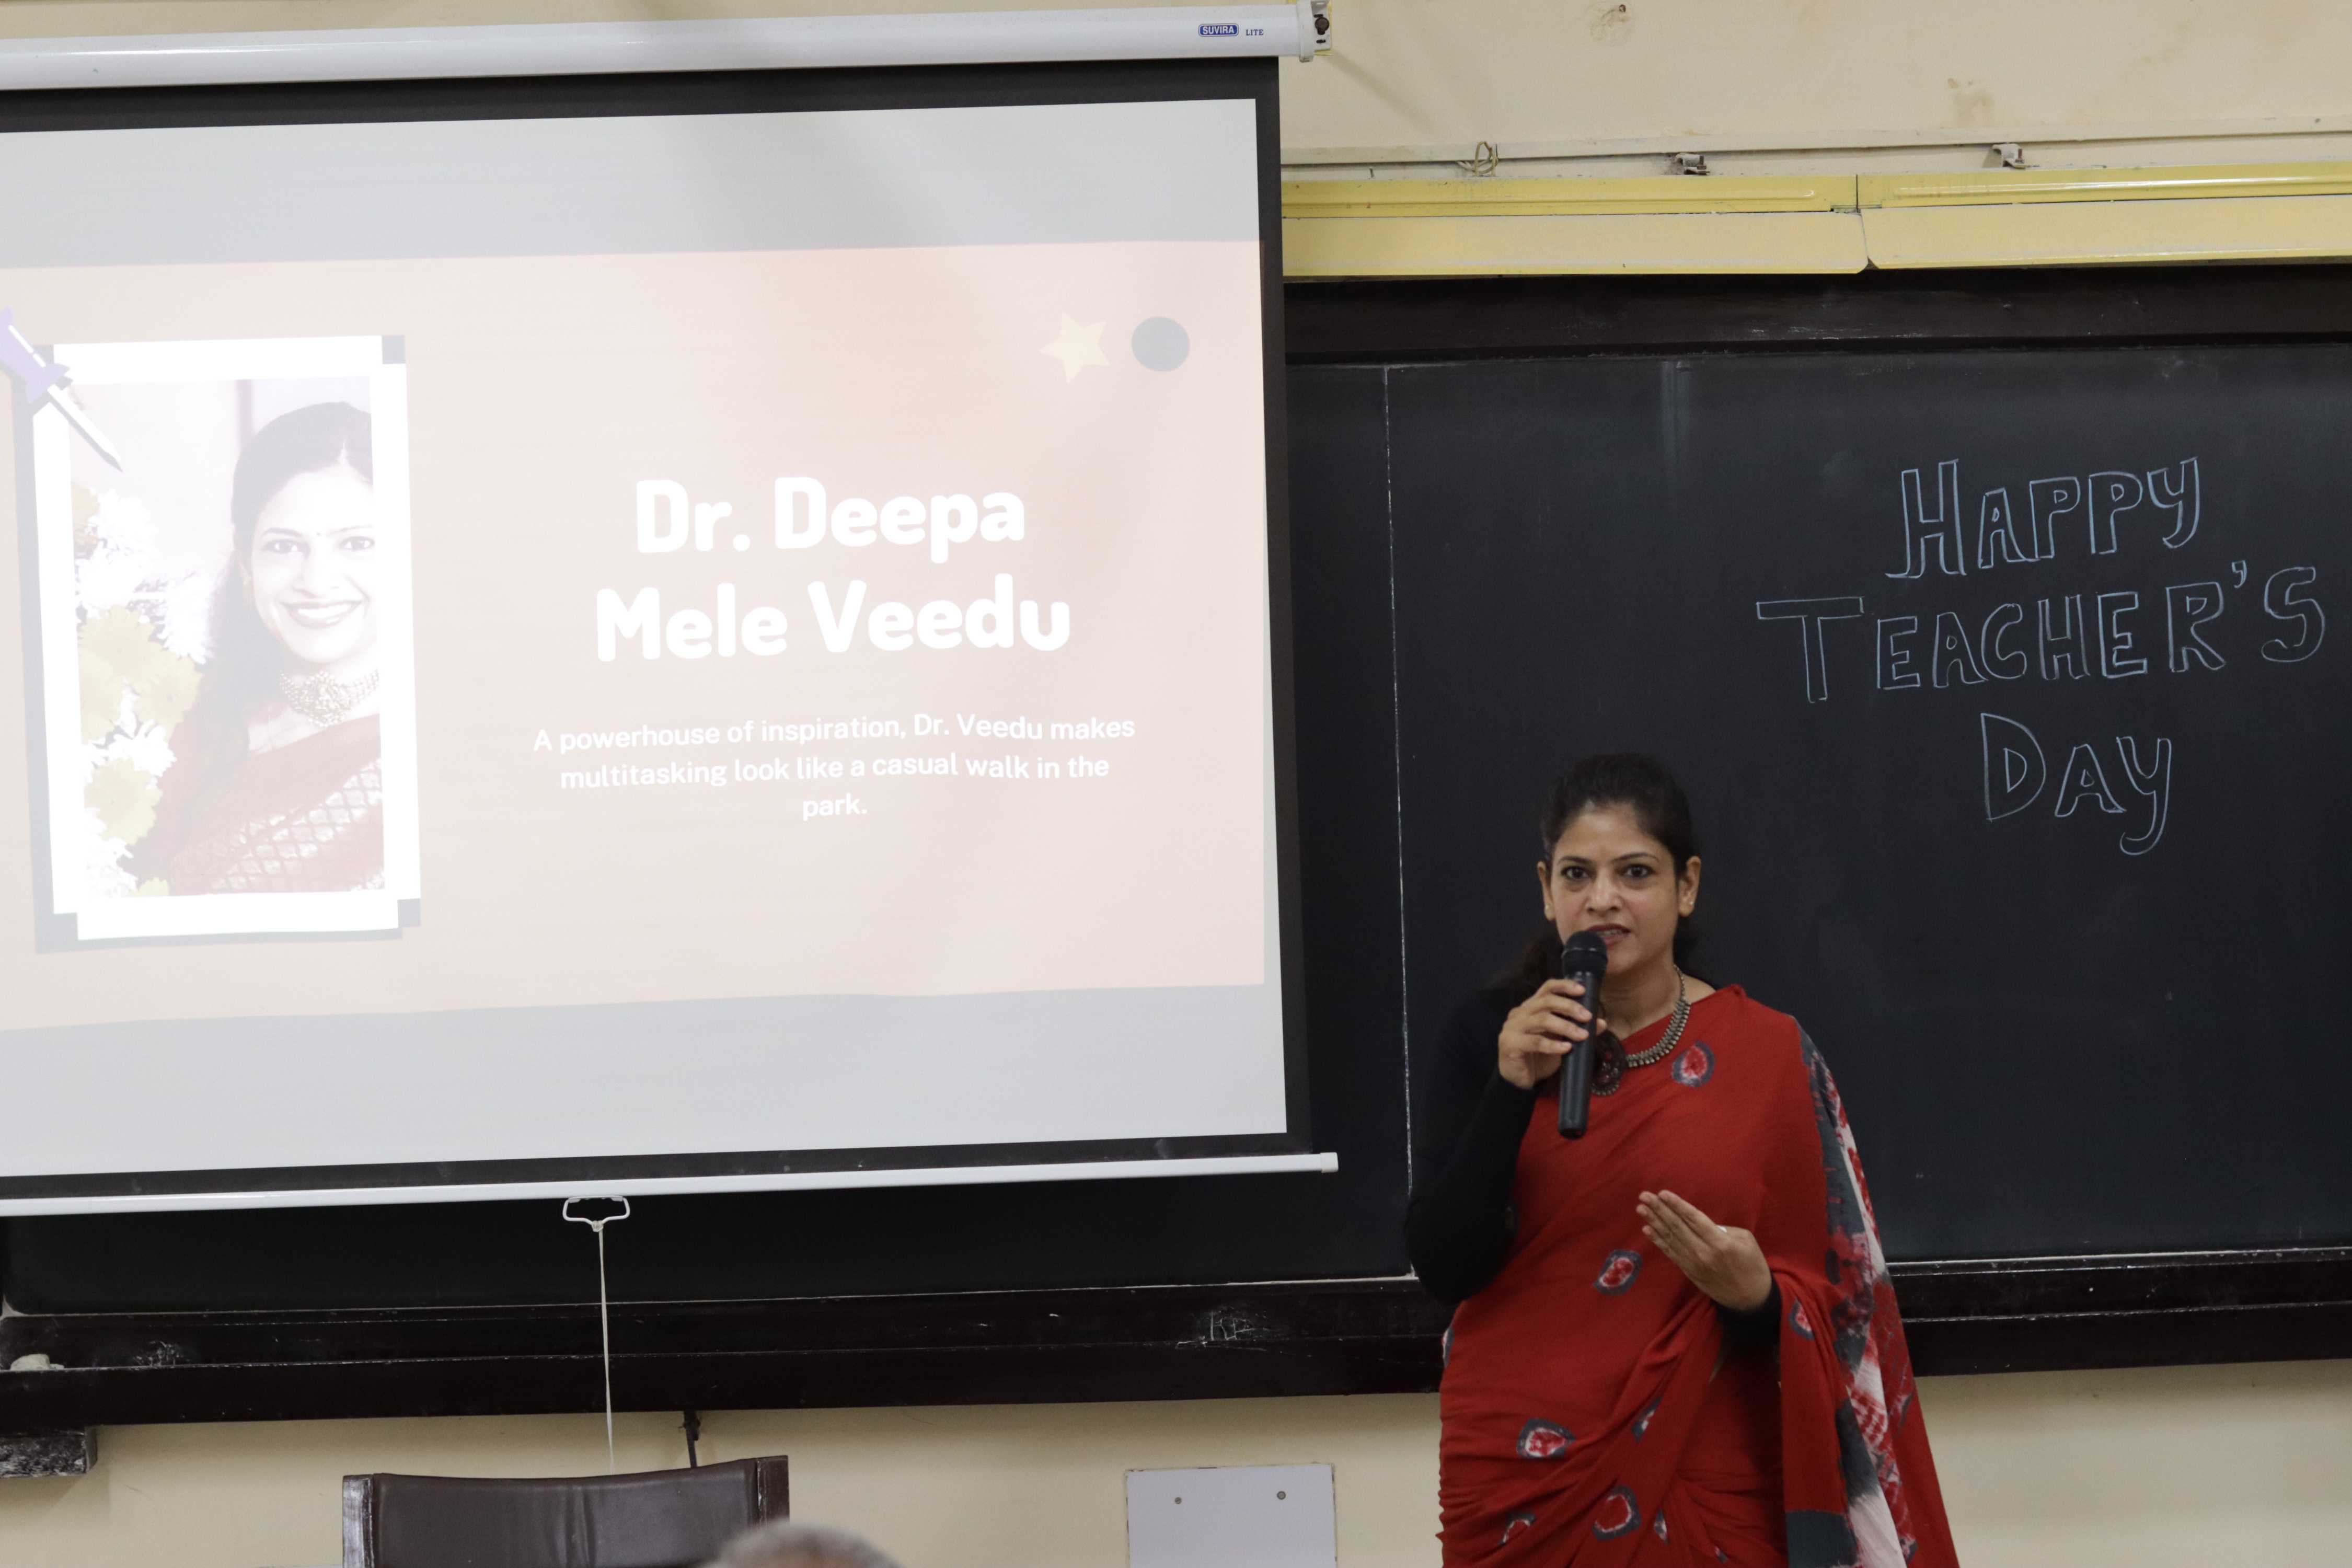 SUVIRA LITE
Dr. Deepa
Mele Veedu
A powerhouse of inspiration, Dr. Veedu makes
multitasking look like a casual walk in the
park.
HAPPY
TEACHER'S
DAY